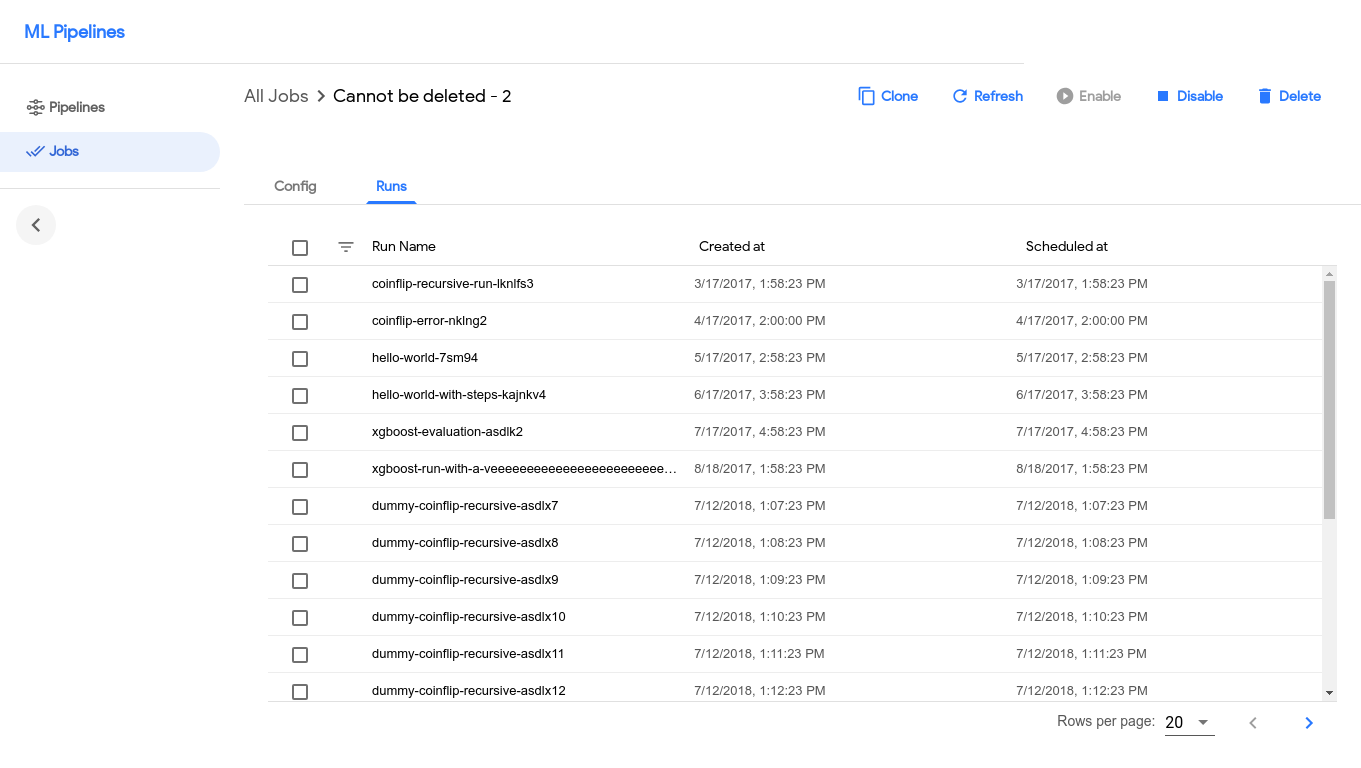 ML Pipelines
Pipelines
Jobs
All Jobs > Cannot be deleted - 2
Clone Refresh Enable Disable Delete
Config Runs
Run Name Created at Scheduled at
coinflip-recursive-run-lknlfs3 3/17/2017, 1:58:23 PM 3/17/2017, 1:58:23 PM
coinflip-error-nklng2 4/17/2017, 2:00:00 PM 4/17/2017, 2:00:00 PM
hello-world-7sm94 5/17/2017, 2:58:23 PM 5/17/2017, 2:58:23 PM
hello-world-with-steps-kajnkv4 6/17/2017, 3:58:23 PM 6/17/2017, 3:58:23 PM
xgboost-evaluation-asdlk2 7/17/2017, 4:58:23 PM 7/17/2017, 4:58:23 PM
xgboost-run-with-a-veeeeeeeeeeeeeeeeeeeeeeee… 8/18/2017, 1:58:23 PM 8/18/2017, 1:58:23 PM
dummy-coinflip-recursive-asdlx7 7/12/2018, 1:07:23 PM 7/12/2018, 1:07:23 PM
dummy-coinflip-recursive-asdlx8 7/12/2018, 1:08:23 PM 7/12/2018, 1:08:23 PM
dummy-coinflip-recursive-asdlx9 7/12/2018, 1:09:23 PM 7/12/2018, 1:09:23 PM
dummy-coinflip-recursive-asdlx10 7/12/2018, 1:10:23 PM 7/12/2018, 1:10:23 PM
dummy-coinflip-recursive-asdlx11 7/12/2018, 1:11:23 PM 7/12/2018, 1:11:23 PM
dummy-coinflip-recursive-asdlx12 7/12/2018, 1:12:23 PM 7/12/2018, 1:12:23 PM
Rows per page: 20